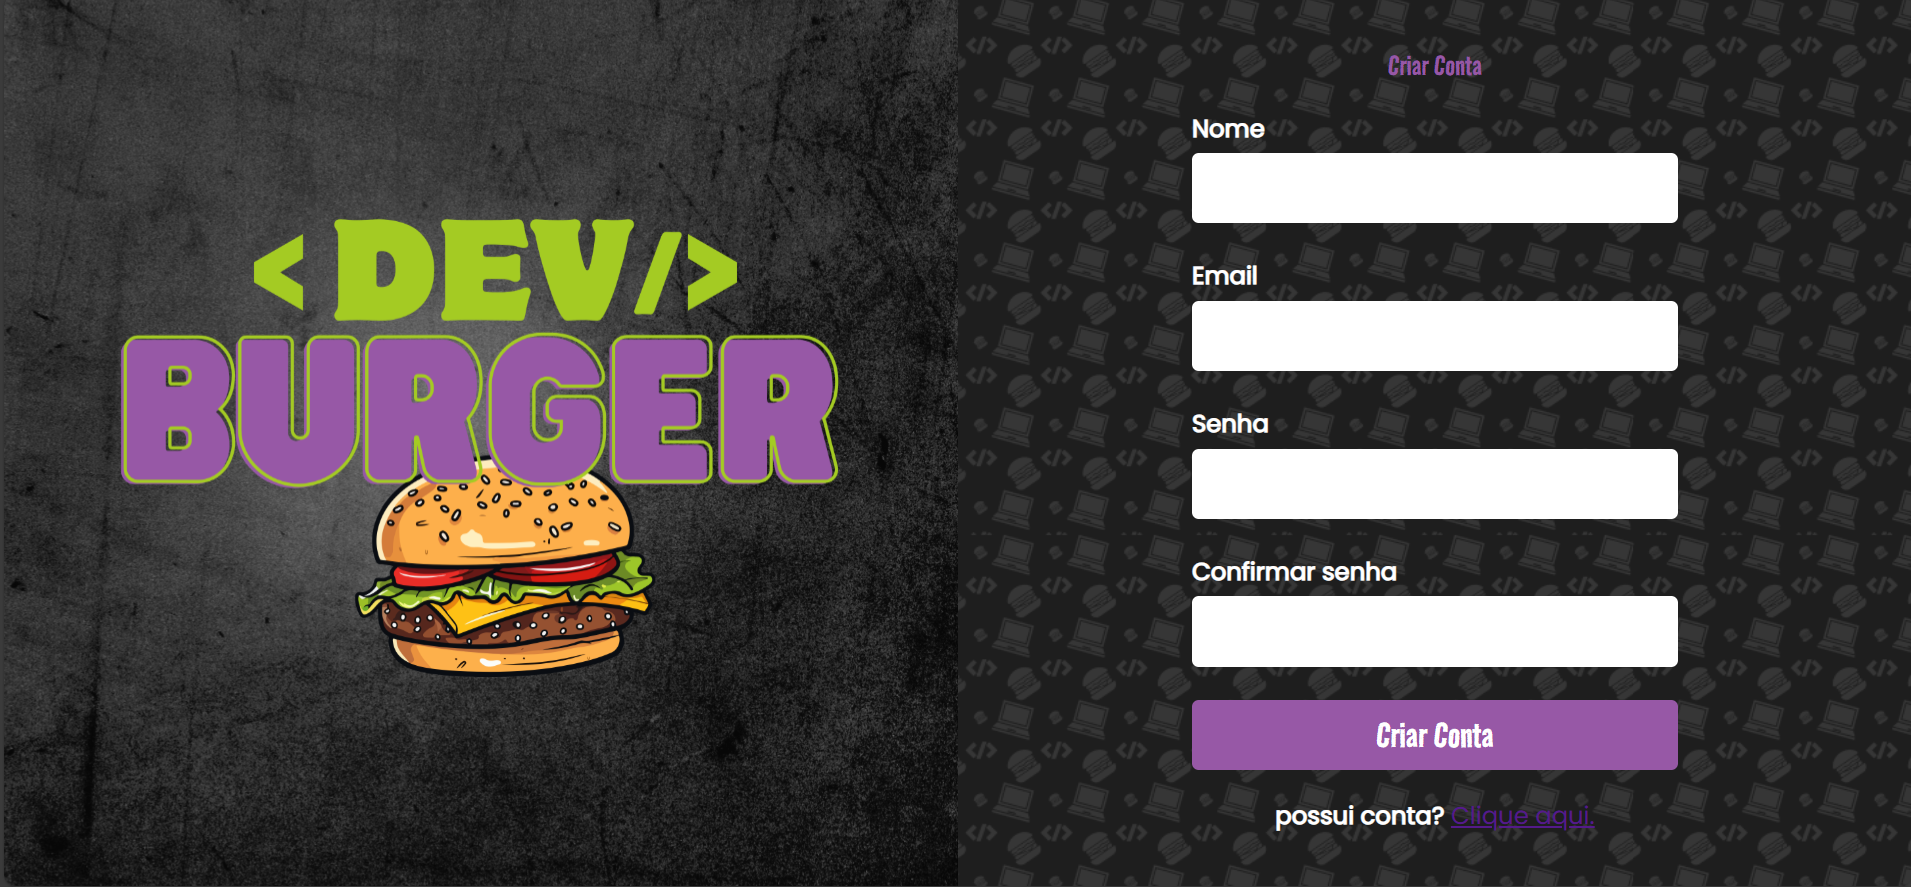 < DEV/>
BURGER
Criar Conta
Nome
Email
Senha
Confirmar senha
Criar Conta
possui conta? Clique aqui.